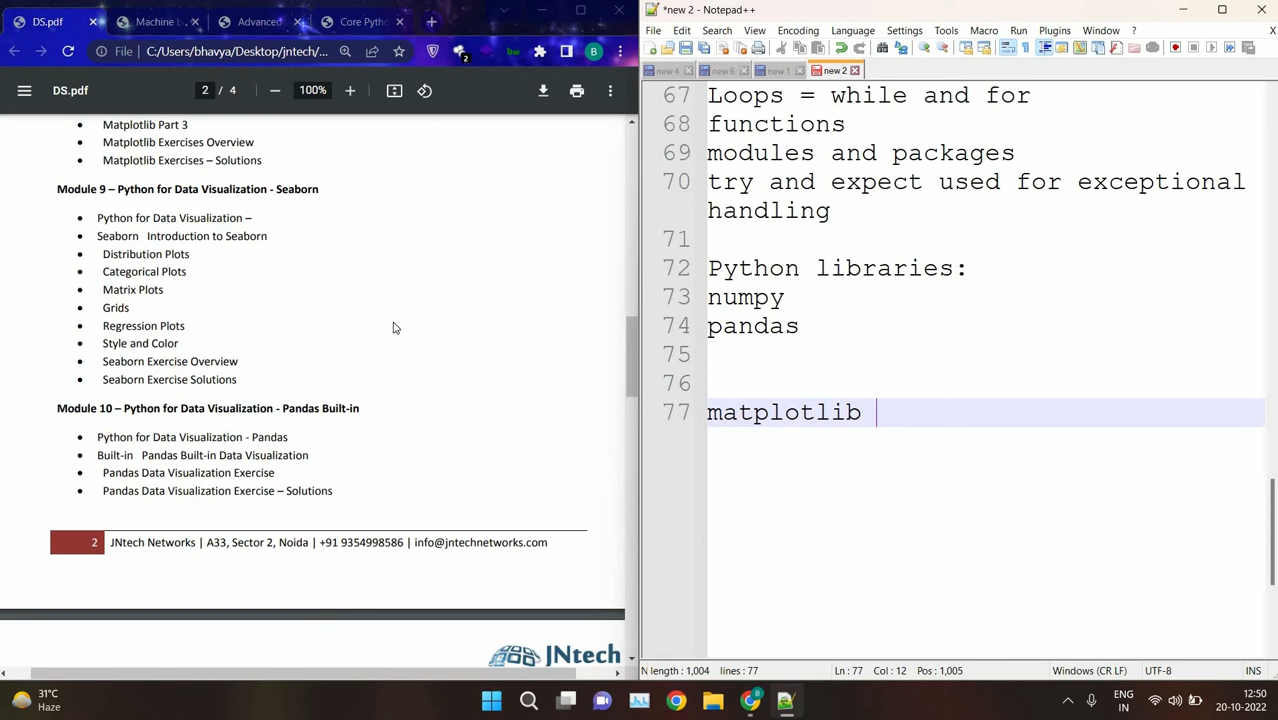 DS.pdf
Machine b
Advanced
Core Pytho
*new 2 - Notepad++
File
C:/Users/bhavya/Desktop/jntech/...
2
B
File Edit Search View Encoding Language Settings Tools Macro Run Plugins Window ?
new 4
new 6
new 1
new 2
DS.pdf
2 / 4
100%
• Matplotlib Part 3
• Matplotlib Exercises Overview
• Matplotlib Exercises – Solutions
Module 9 – Python for Data Visualization - Seaborn
• Python for Data Visualization –
• Seaborn Introduction to Seaborn
• Distribution Plots
• Categorical Plots
• Matrix Plots
• Grids
• Regression Plots
• Style and Color
• Seaborn Exercise Overview
• Seaborn Exercise Solutions
Module 10 – Python for Data Visualization - Pandas Built-in
• Python for Data Visualization - Pandas
• Built-in Pandas Built-in Data Visualization
• Pandas Data Visualization Exercise
• Pandas Data Visualization Exercise – Solutions
2 JNtech Networks | A33, Sector 2, Noida | +91 9354998586 | info@jntechnetworks.com
JNtech
67 Loops = while and for
68 functions
69 modules and packages
70 try and expect used for exceptional
handling
71
72 Python libraries:
73 numpy
74 pandas
75
76
77 matplotlib
N length : 1,004 lines : 77 Ln : 77 Col : 12 Pos : 1,005 Windows (CR LF) UTF-8 INS
31°C
Haze
B
ENG
IN
12:50
20-10-2022